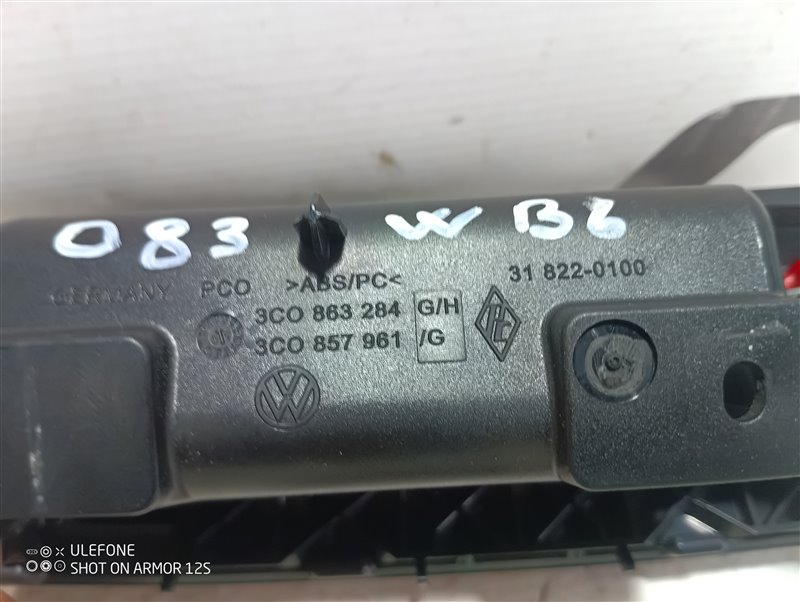 083 W B6
GERMANY PCO >ABS/PC< 31 822-0100
3C0 863 284 G/H
3C0 857 961 /G
ULEFONE
SHOT ON ARMOR 12S